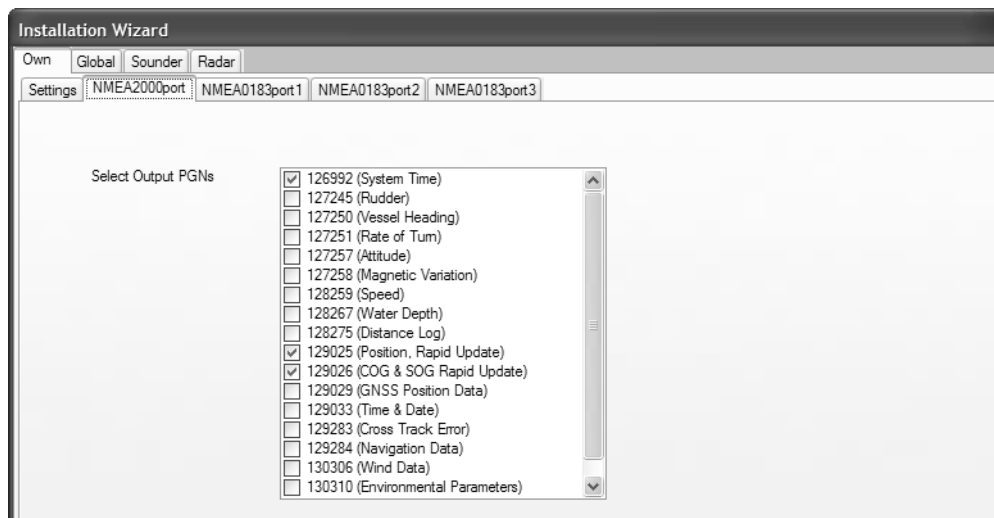 Installation Wizard
Own Global Sounder Radar
Settings NMEA2000port NMEA0183port1 NMEA0183port2 NMEA0183port3
Select Output PGNs
126992 (System Time)
127245 (Rudder)
127250 (Vessel Heading)
127251 (Rate of Turn)
127257 (Attitude)
127258 (Magnetic Variation)
128259 (Speed)
128267 (Water Depth)
128275 (Distance Log)
129025 (Position, Rapid Update)
129026 (COG & SOG Rapid Update)
129029 (GNSS Position Data)
129033 (Time & Date)
129283 (Cross Track Error)
129284 (Navigation Data)
130306 (Wind Data)
130310 (Environmental Parameters)